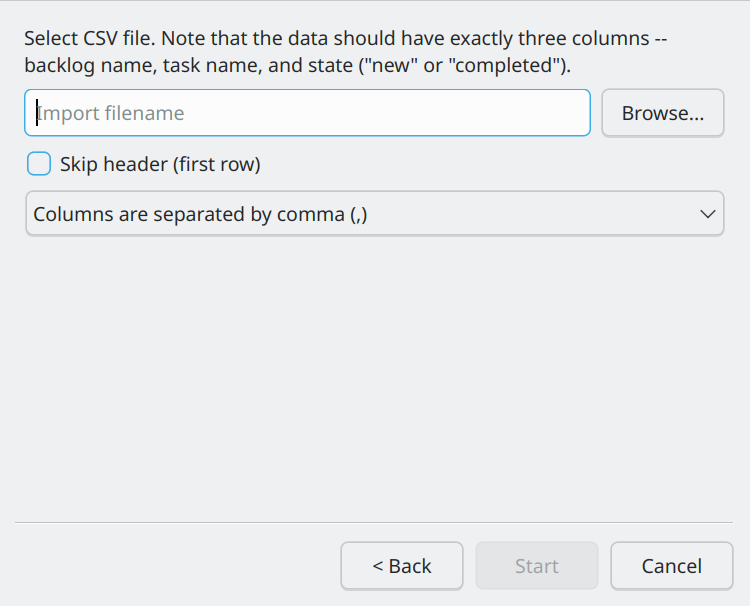 Select CSV file. Note that the data should have exactly three columns --
backlog name, task name, and state ("new" or "completed").
Import filename
Browse...
Skip header (first row)
Columns are separated by comma (,)
< Back
Start
Cancel